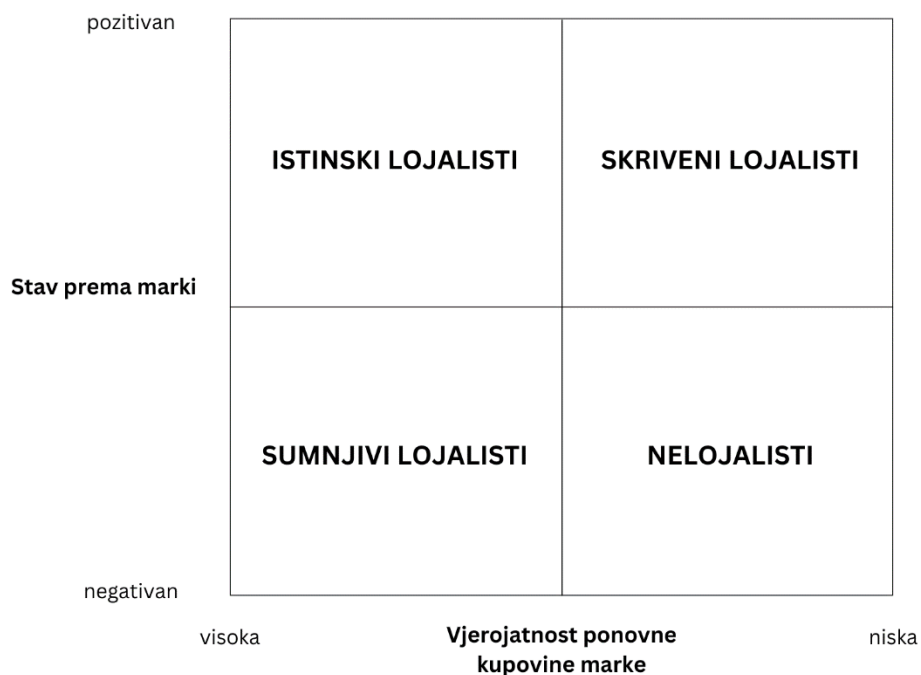 pozitivan
ISTINSKI LOJALISTI
SKRIVENI LOJALISTI
Stav prema marki
SUMNJIVI LOJALISTI
NELOJALISTI
negativan
visoka
Vjerojatnost ponovne
kupovine marke
niska